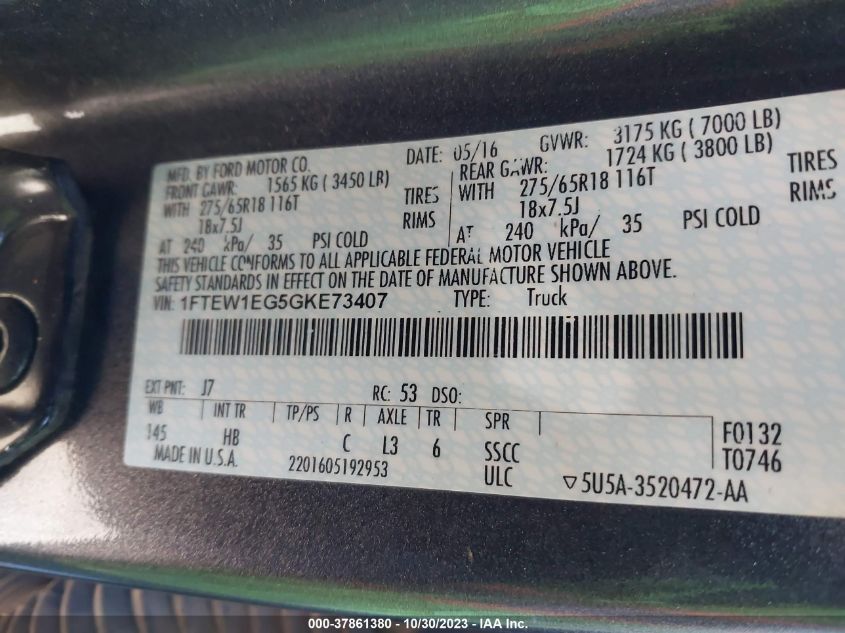 MFD. BY FORD MOTOR CO.
DATE: 05/16 GVWR: 3175 KG ( 7000 LB)
FRONT GAWR: 1565 KG ( 3450 LB) REAR GAWR: 1724 KG ( 3800 LB)
WITH 275/65R18 116T TIRES WITH 275/65R18 116T TIRES
18x7.5J RIMS 18x7.5J RIMS
AT 240 kPa/ 35 PSI COLD AT 240 kPa/ 35 PSI COLD
THIS VEHICLE CONFORMS TO ALL APPLICABLE FEDERAL MOTOR VEHICLE
SAFETY STANDARDS IN EFFECT ON THE DATE OF MANUFACTURE SHOWN ABOVE.
VIN: 1FTEW1EG5GKE73407 TYPE: Truck
EXT PNT: J7 RC: 53 DSO:
WB INT TR TP/PS R AXLE TR SPR
145 HB C L3 6 SSCC F0132
MADE IN U.S.A. 2201605192953 ULC T0746
▽5U5A-3520472-AA
000-37861380 - 10/30/2023 - IAA Inc.